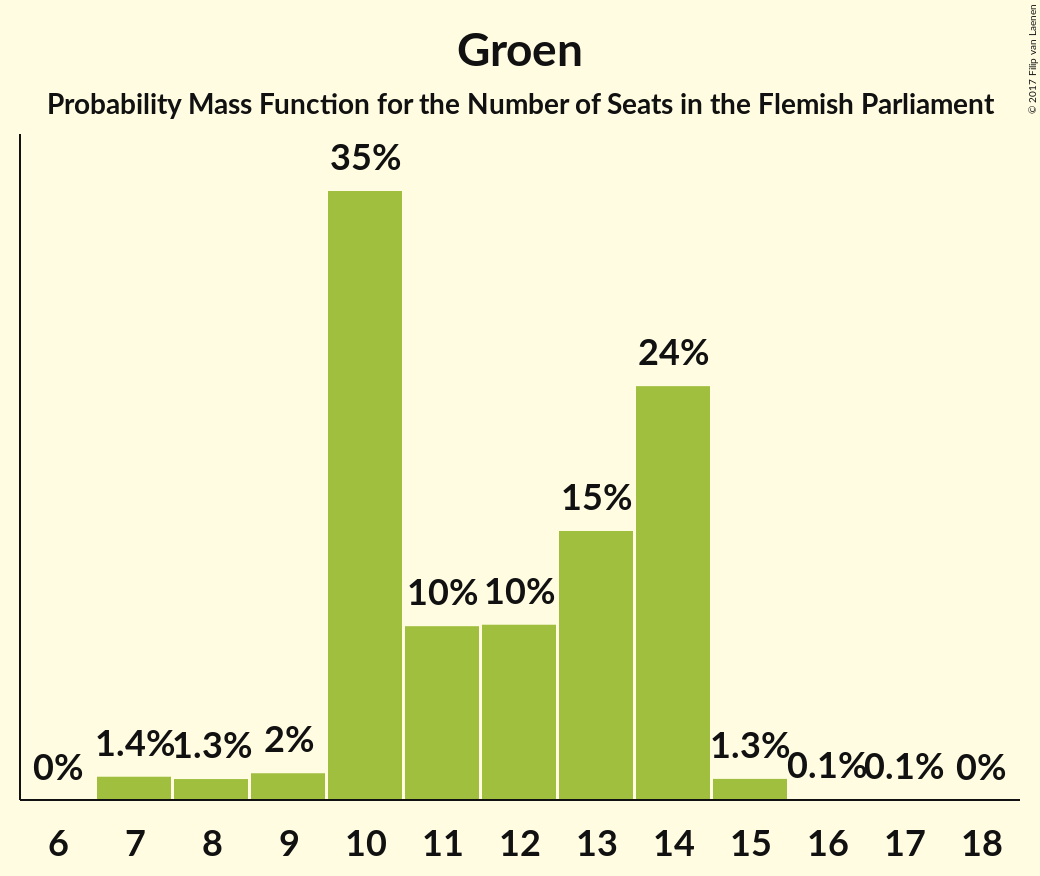 Groen
Probability Mass Function for the Number of Seats in the Flemish Parliament
© 2017 Filip van Laenen
35%
24%
15%
10% 10%
1.4% 1.3% 2% 1.3%
0% 0.1% 0.1% 0%
6 7 8 9 10 11 12 13 14 15 16 17 18